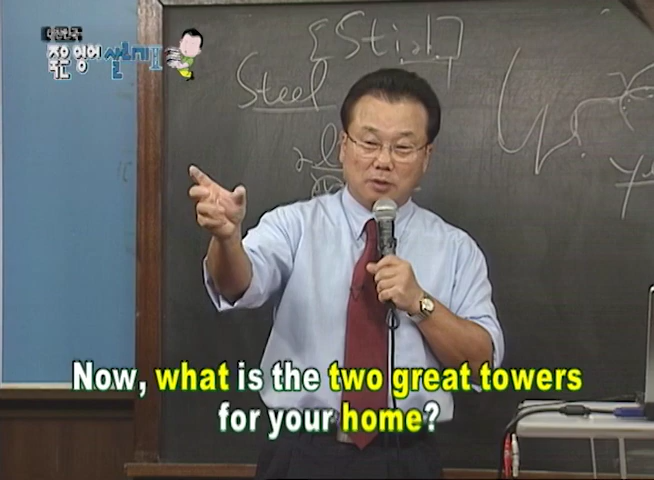 대한민국
죽은 영어 살리기
[Stial]
Steel
Now, what is the two great towers
for your home?